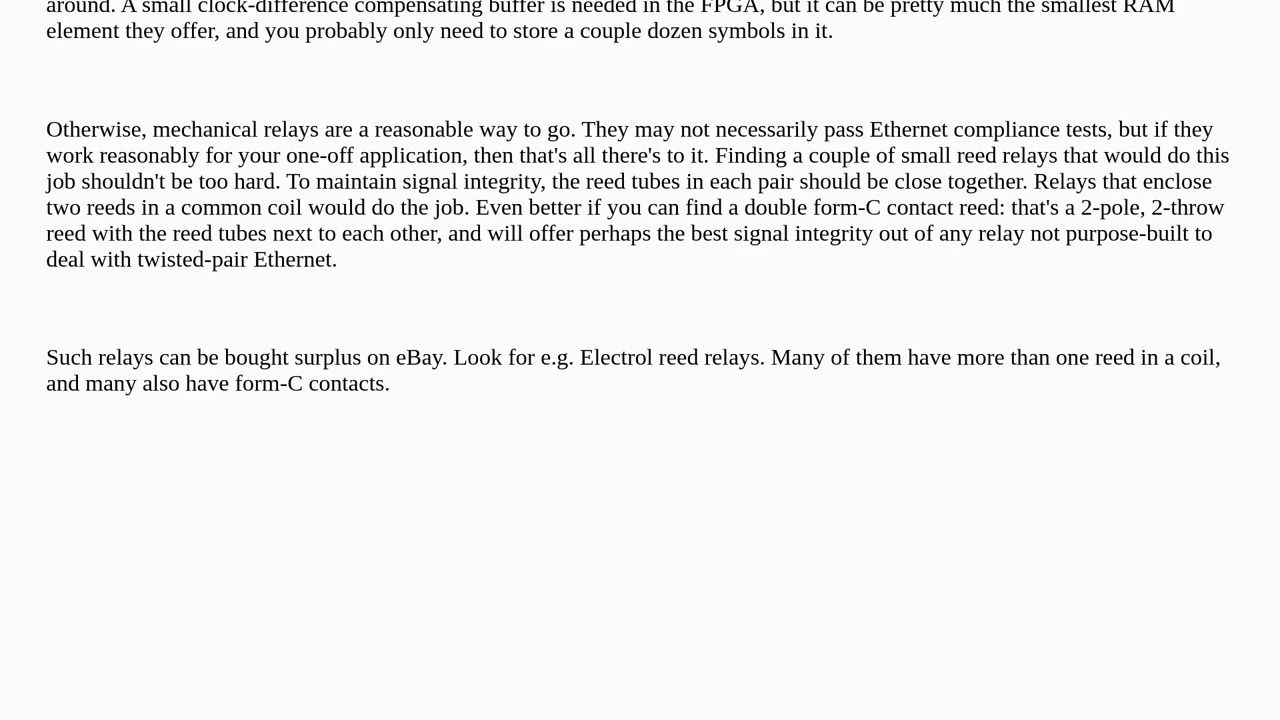 around. A small clock-difference compensating buffer is needed in the FPGA, but it can be pretty much the smallest RAM
element they offer, and you probably only need to store a couple dozen symbols in it.
Otherwise, mechanical relays are a reasonable way to go. They may not necessarily pass Ethernet compliance tests, but if they
work reasonably for your one-off application, then that's all there's to it. Finding a couple of small reed relays that would do this
job shouldn't be too hard. To maintain signal integrity, the reed tubes in each pair should be close together. Relays that enclose
two reeds in a common coil would do the job. Even better if you can find a double form-C contact reed: that's a 2-pole, 2-throw
reed with the reed tubes next to each other, and will offer perhaps the best signal integrity out of any relay not purpose-built to
deal with twisted-pair Ethernet.
Such relays can be bought surplus on eBay. Look for e.g. Electrol reed relays. Many of them have more than one reed in a coil,
and many also have form-C contacts.